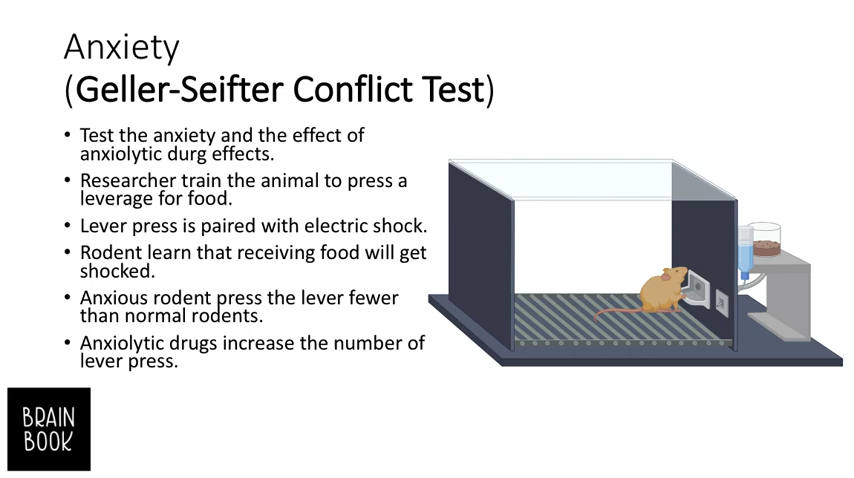 Anxiety
(Geller-Seifter Conflict Test)
• Test the anxiety and the effect of
anxiolytic durg effects.
• Researcher train the animal to press a
leverage for food.
• Lever press is paired with electric shock.
• Rodent learn that receiving food will get
shocked.
• Anxious rodent press the lever fewer
than normal rodents.
• Anxiolytic drugs increase the number of
lever press.
BRAIN
BOOK